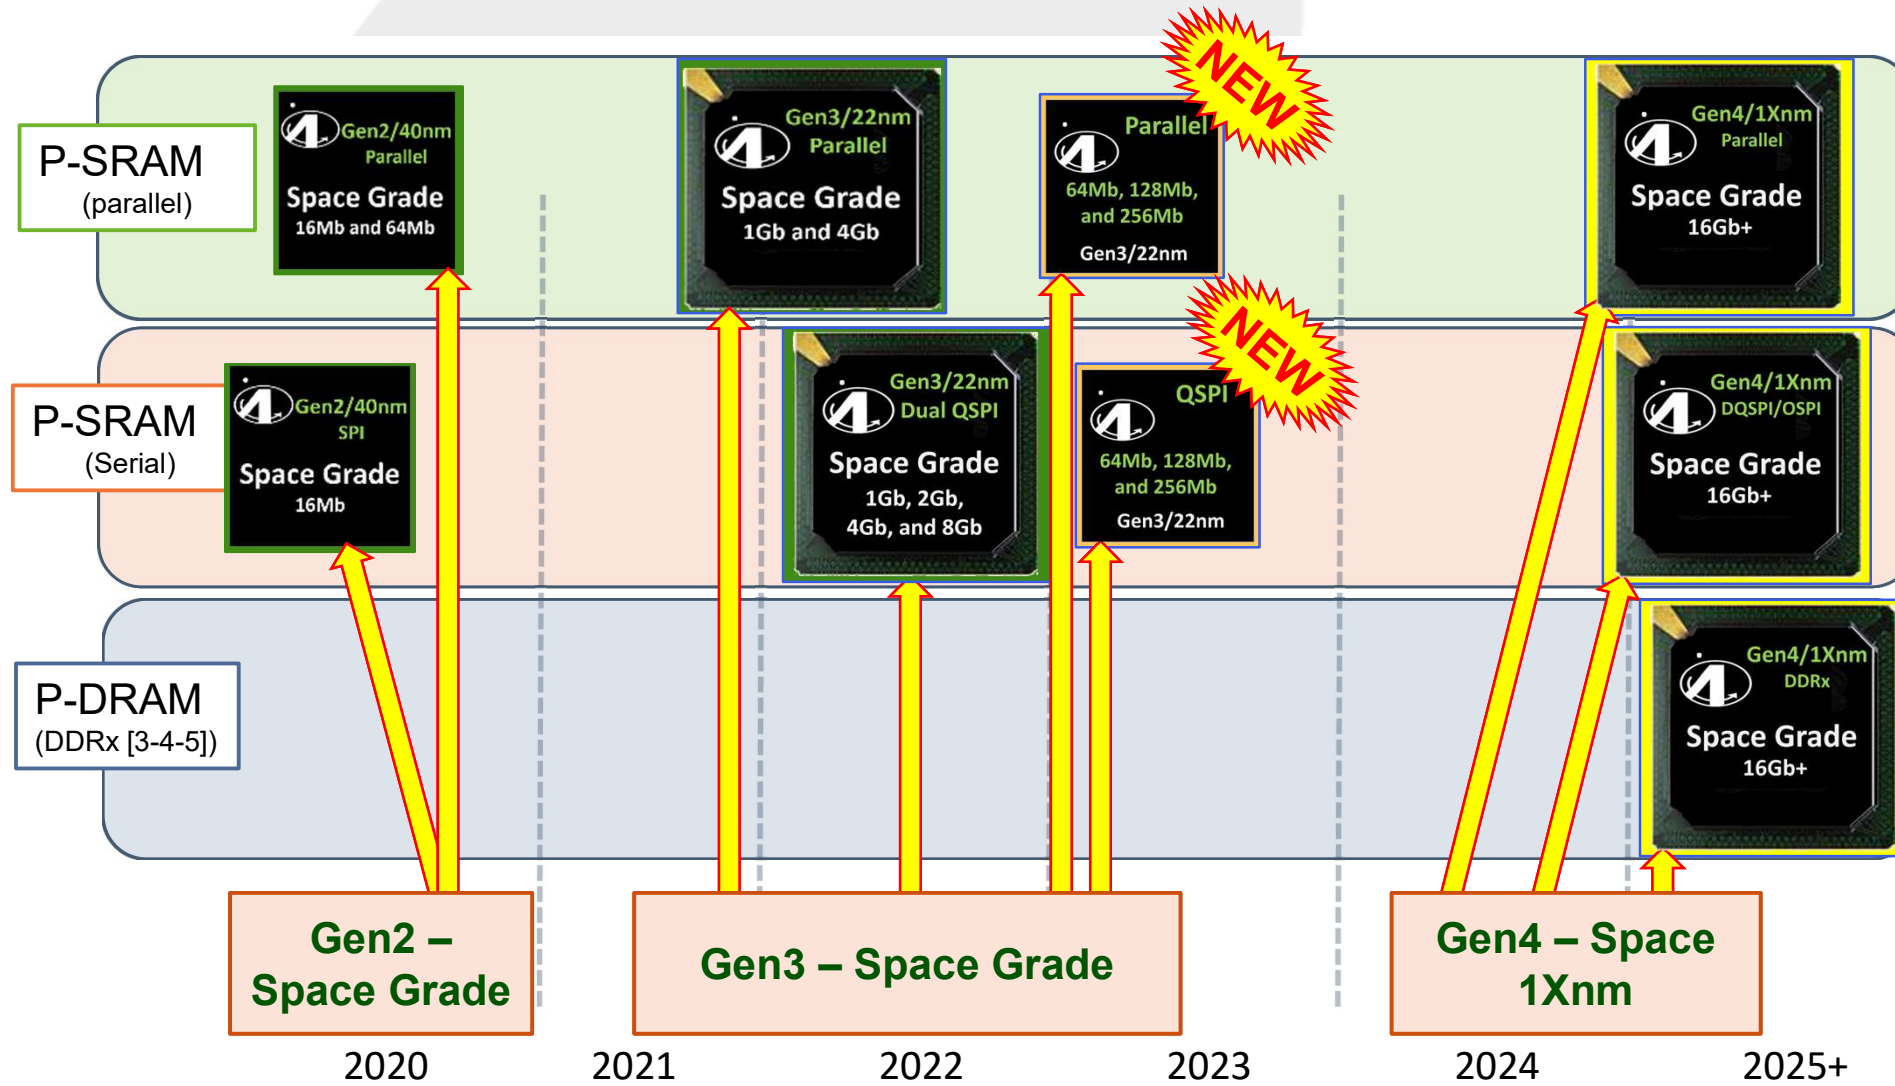 P-SRAM
(parallel)
Gen2/40nm
Parallel
Space Grade
16Mb and 64Mb
Gen3/22nm
Parallel
Space Grade
1Gb and 4Gb
NEW
Parallel
64Mb, 128Mb,
and 256Mb
Gen3/22nm
Gen4/1Xnm
Parallel
Space Grade
16Gb+
P-SRAM
(Serial)
Gen2/40nm
SPI
Space Grade
16Mb
Gen3/22nm
Dual QSPI
Space Grade
1Gb, 2Gb,
4Gb, and 8Gb
NEW
QSPI
64Mb, 128Mb,
and 256Mb
Gen3/22nm
Gen4/1Xnm
DQSPI/OSPI
Space Grade
16Gb+
P-DRAM
(DDRx [3-4-5])
Gen4/1Xnm
DDRx
Space Grade
16Gb+
Gen2 –
Space Grade
Gen3 – Space Grade
Gen4 – Space
1Xnm
2020
2021
2022
2023
2024
2025+